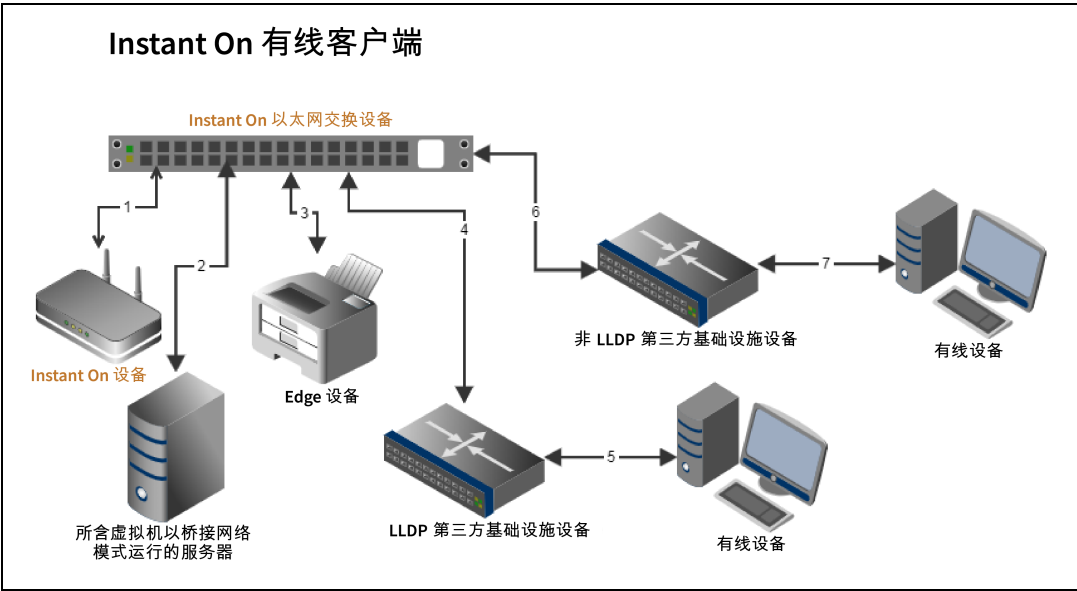 Instant On 有线客户端
Instant On 以太网交换设备
1
2
3
4
6
7
非 LLDP 第三方基础设施设备
有线设备
Instant On 设备
Edge 设备
5
LLDP 第三方基础设施设备
有线设备
所含虚拟机以桥接网络
模式运行的服务器